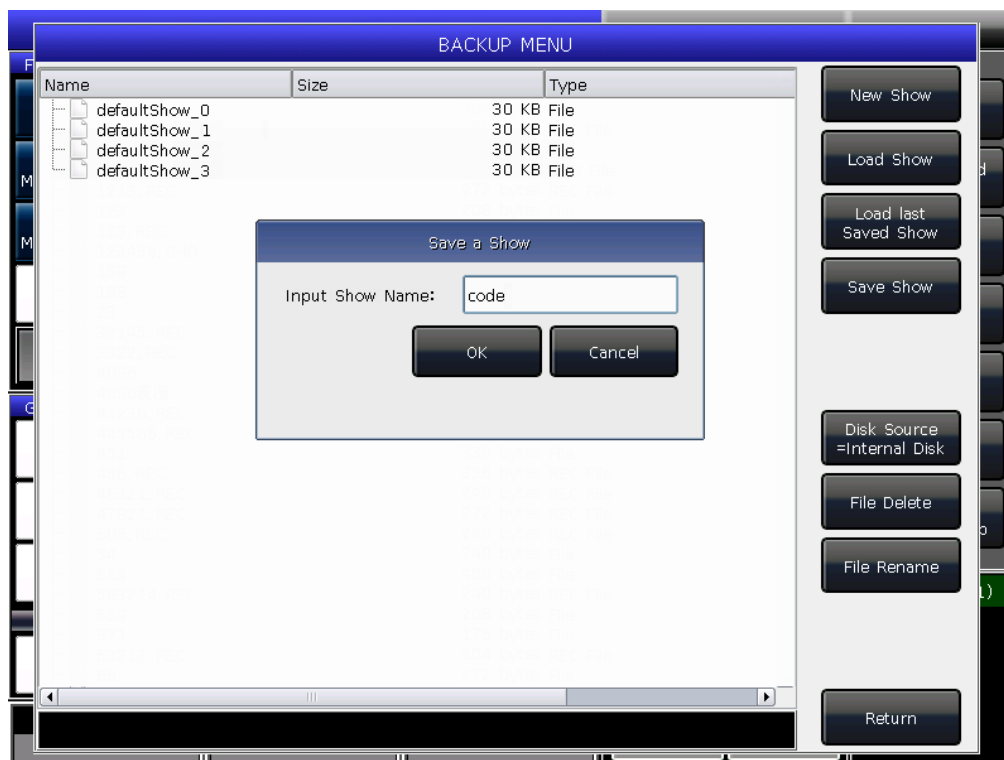 BACKUP MENU
Name Size Type
defaultShow_0 30 KB File
defaultShow_1 30 KB File
defaultShow_2 30 KB File
defaultShow_3 30 KB File
Save a Show
Input Show Name: code
OK Cancel
New Show
Load Show
Load last
Saved Show
Save Show
Disk Source
=Internal Disk
File Delete
File Rename
Return
F
M
M
G